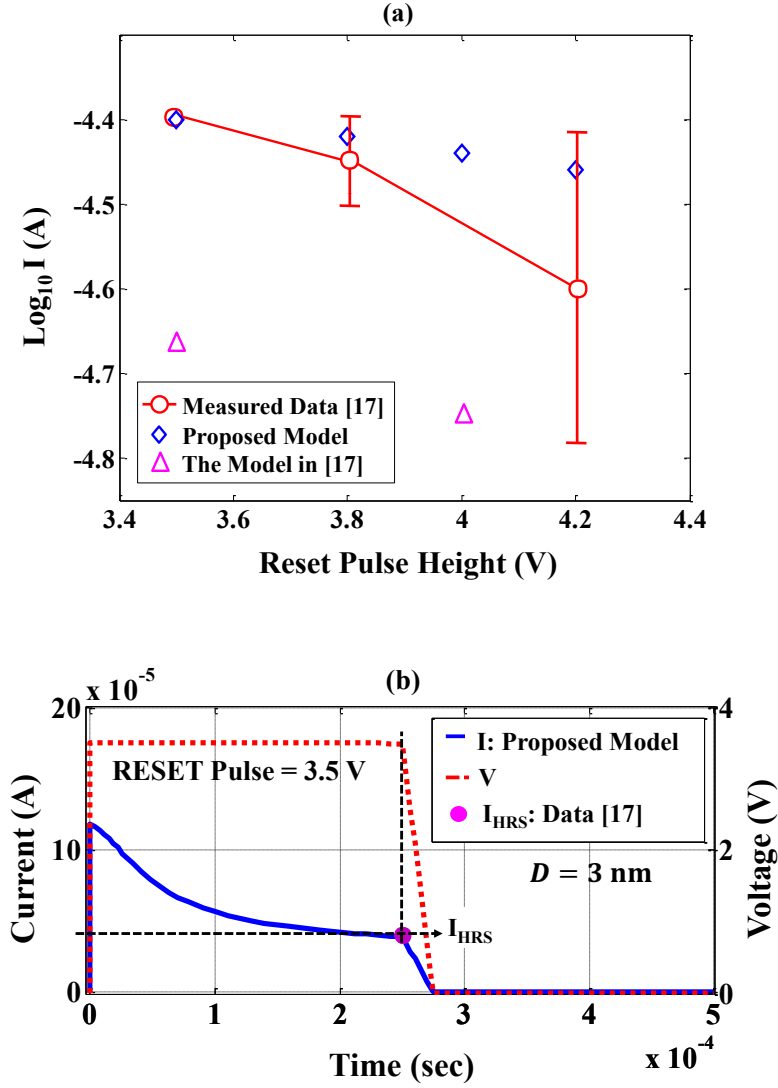 (a)
Log10 I (A)
-4.4
-4.5
-4.6
-4.7
-4.8
Measured Data [17]
Proposed Model
The Model in [17]
3.4 3.6 3.8 4 4.2 4.4
Reset Pulse Height (V)
(b)
x 10-5
Current (A)
20
10
0
RESET Pulse = 3.5 V
I: Proposed Model
V
IHRS: Data [17]
D = 3 nm
IHRS
4
2
0
Voltage (V)
0 1 2 3 4 5
Time (sec)
x 10-4